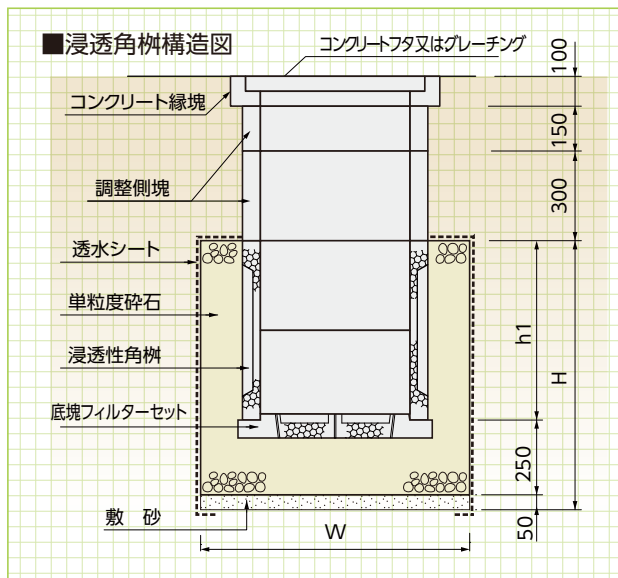 ■浸透角桝構造図
コンクリートフタ又はグレーチング
コンクリート縁塊
調整側塊
透水シート
単粒度砕石
浸透性角桝
底塊フィルターセット
敷 砂
100
150
300
h1
H
250
50
W